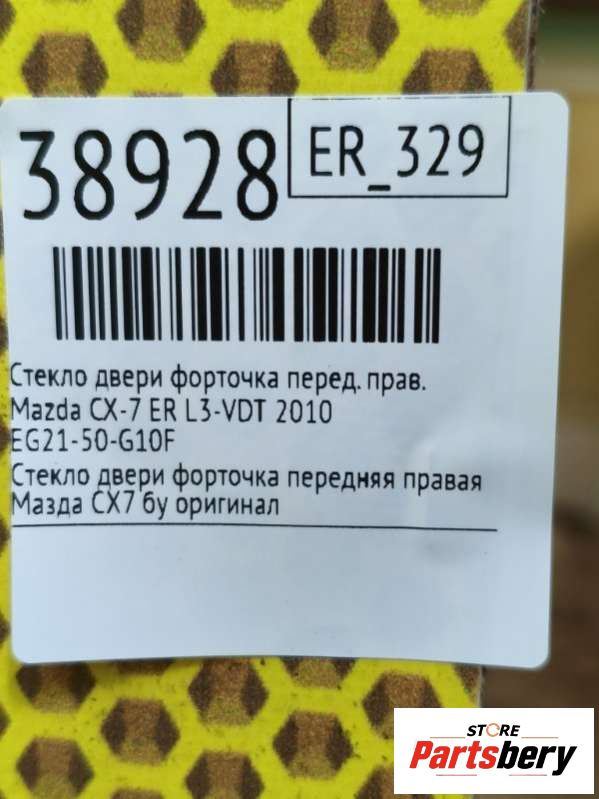 38928
ER_329
Стекло двери форточка перед. прав.
Mazda CX-7 ER L3-VDT 2010
EG21-50-G10F
Стекло двери форточка передняя правая
Мазда СХ7 бу оригинал
STORE
Partsbery